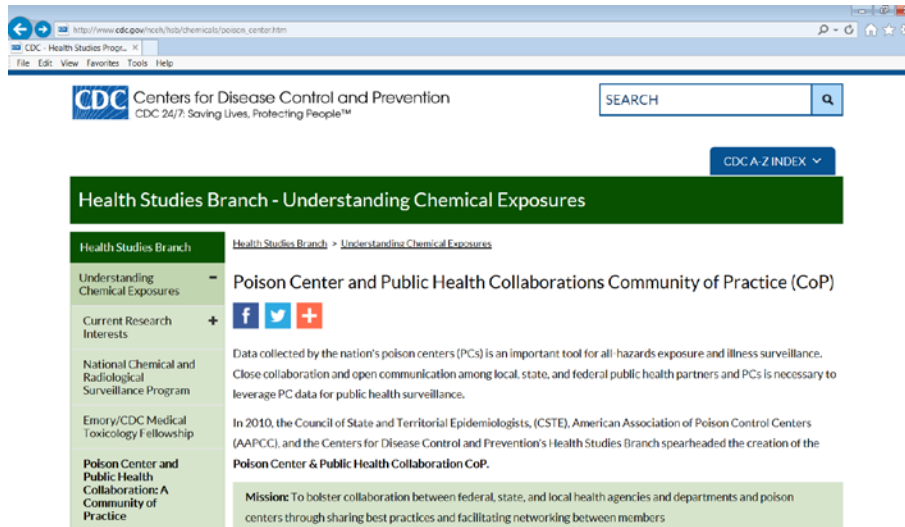 http://www.cdc.gov/nceh/hsb/chemicals/poison_center.htm
CDC - Health Studies Progr...
File Edit View Favorites Tools Help
CDC Centers for Disease Control and Prevention
CDC 24/7: Saving Lives, Protecting People™
SEARCH
CDC A-Z INDEX
Health Studies Branch - Understanding Chemical Exposures
Health Studies Branch
Understanding
Chemical Exposures
Current Research
Interests
National Chemical and
Radiological
Surveillance Program
Emory/CDC Medical
Toxicology Fellowship
Poison Center and
Public Health
Collaboration: A
Community of
Practice
Health Studies Branch > Understanding Chemical Exposures
Poison Center and Public Health Collaborations Community of Practice (CoP)
Data collected by the nation's poison centers (PCs) is an important tool for all-hazards exposure and illness surveillance.
Close collaboration and open communication among local, state, and federal public health partners and PCs is necessary to
leverage PC data for public health surveillance.
In 2010, the Council of State and Territorial Epidemiologists, (CSTE), American Association of Poison Control Centers
(AAPCC), and the Centers for Disease Control and Prevention's Health Studies Branch spearheaded the creation of the
Poison Center & Public Health Collaboration CoP.
Mission: To bolster collaboration between federal, state, and local health agencies and departments and poison
centers through sharing best practices and facilitating networking between members